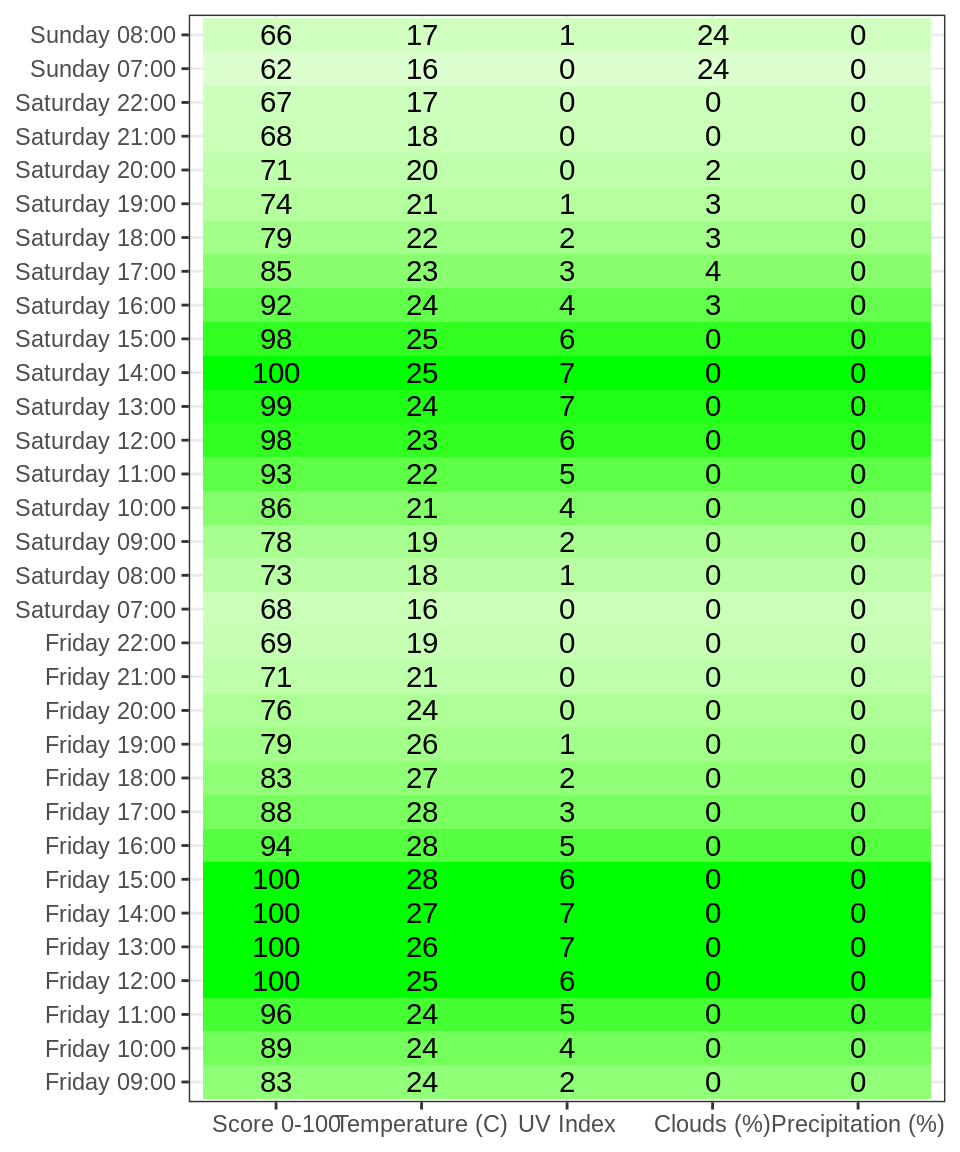 Sunday 08:00 66 17 1 24 0
Sunday 07:00 62 16 0 24 0
Saturday 22:00 67 17 0 0 0
Saturday 21:00 68 18 0 0 0
Saturday 20:00 71 20 0 2 0
Saturday 19:00 74 21 1 3 0
Saturday 18:00 79 22 2 3 0
Saturday 17:00 85 23 3 4 0
Saturday 16:00 92 24 4 3 0
Saturday 15:00 98 25 6 0 0
Saturday 14:00 100 25 7 0 0
Saturday 13:00 99 24 7 0 0
Saturday 12:00 98 23 6 0 0
Saturday 11:00 93 22 5 0 0
Saturday 10:00 86 21 4 0 0
Saturday 09:00 78 19 2 0 0
Saturday 08:00 73 18 1 0 0
Saturday 07:00 68 16 0 0 0
Friday 22:00 69 19 0 0 0
Friday 21:00 71 21 0 0 0
Friday 20:00 76 24 0 0 0
Friday 19:00 79 26 1 0 0
Friday 18:00 83 27 2 0 0
Friday 17:00 88 28 3 0 0
Friday 16:00 94 28 5 0 0
Friday 15:00 100 28 6 0 0
Friday 14:00 100 27 7 0 0
Friday 13:00 100 26 7 0 0
Friday 12:00 100 25 6 0 0
Friday 11:00 96 24 5 0 0
Friday 10:00 89 24 4 0 0
Friday 09:00 83 24 2 0 0
Score 0-100 Temperature (C) UV Index Clouds (%) Precipitation (%)